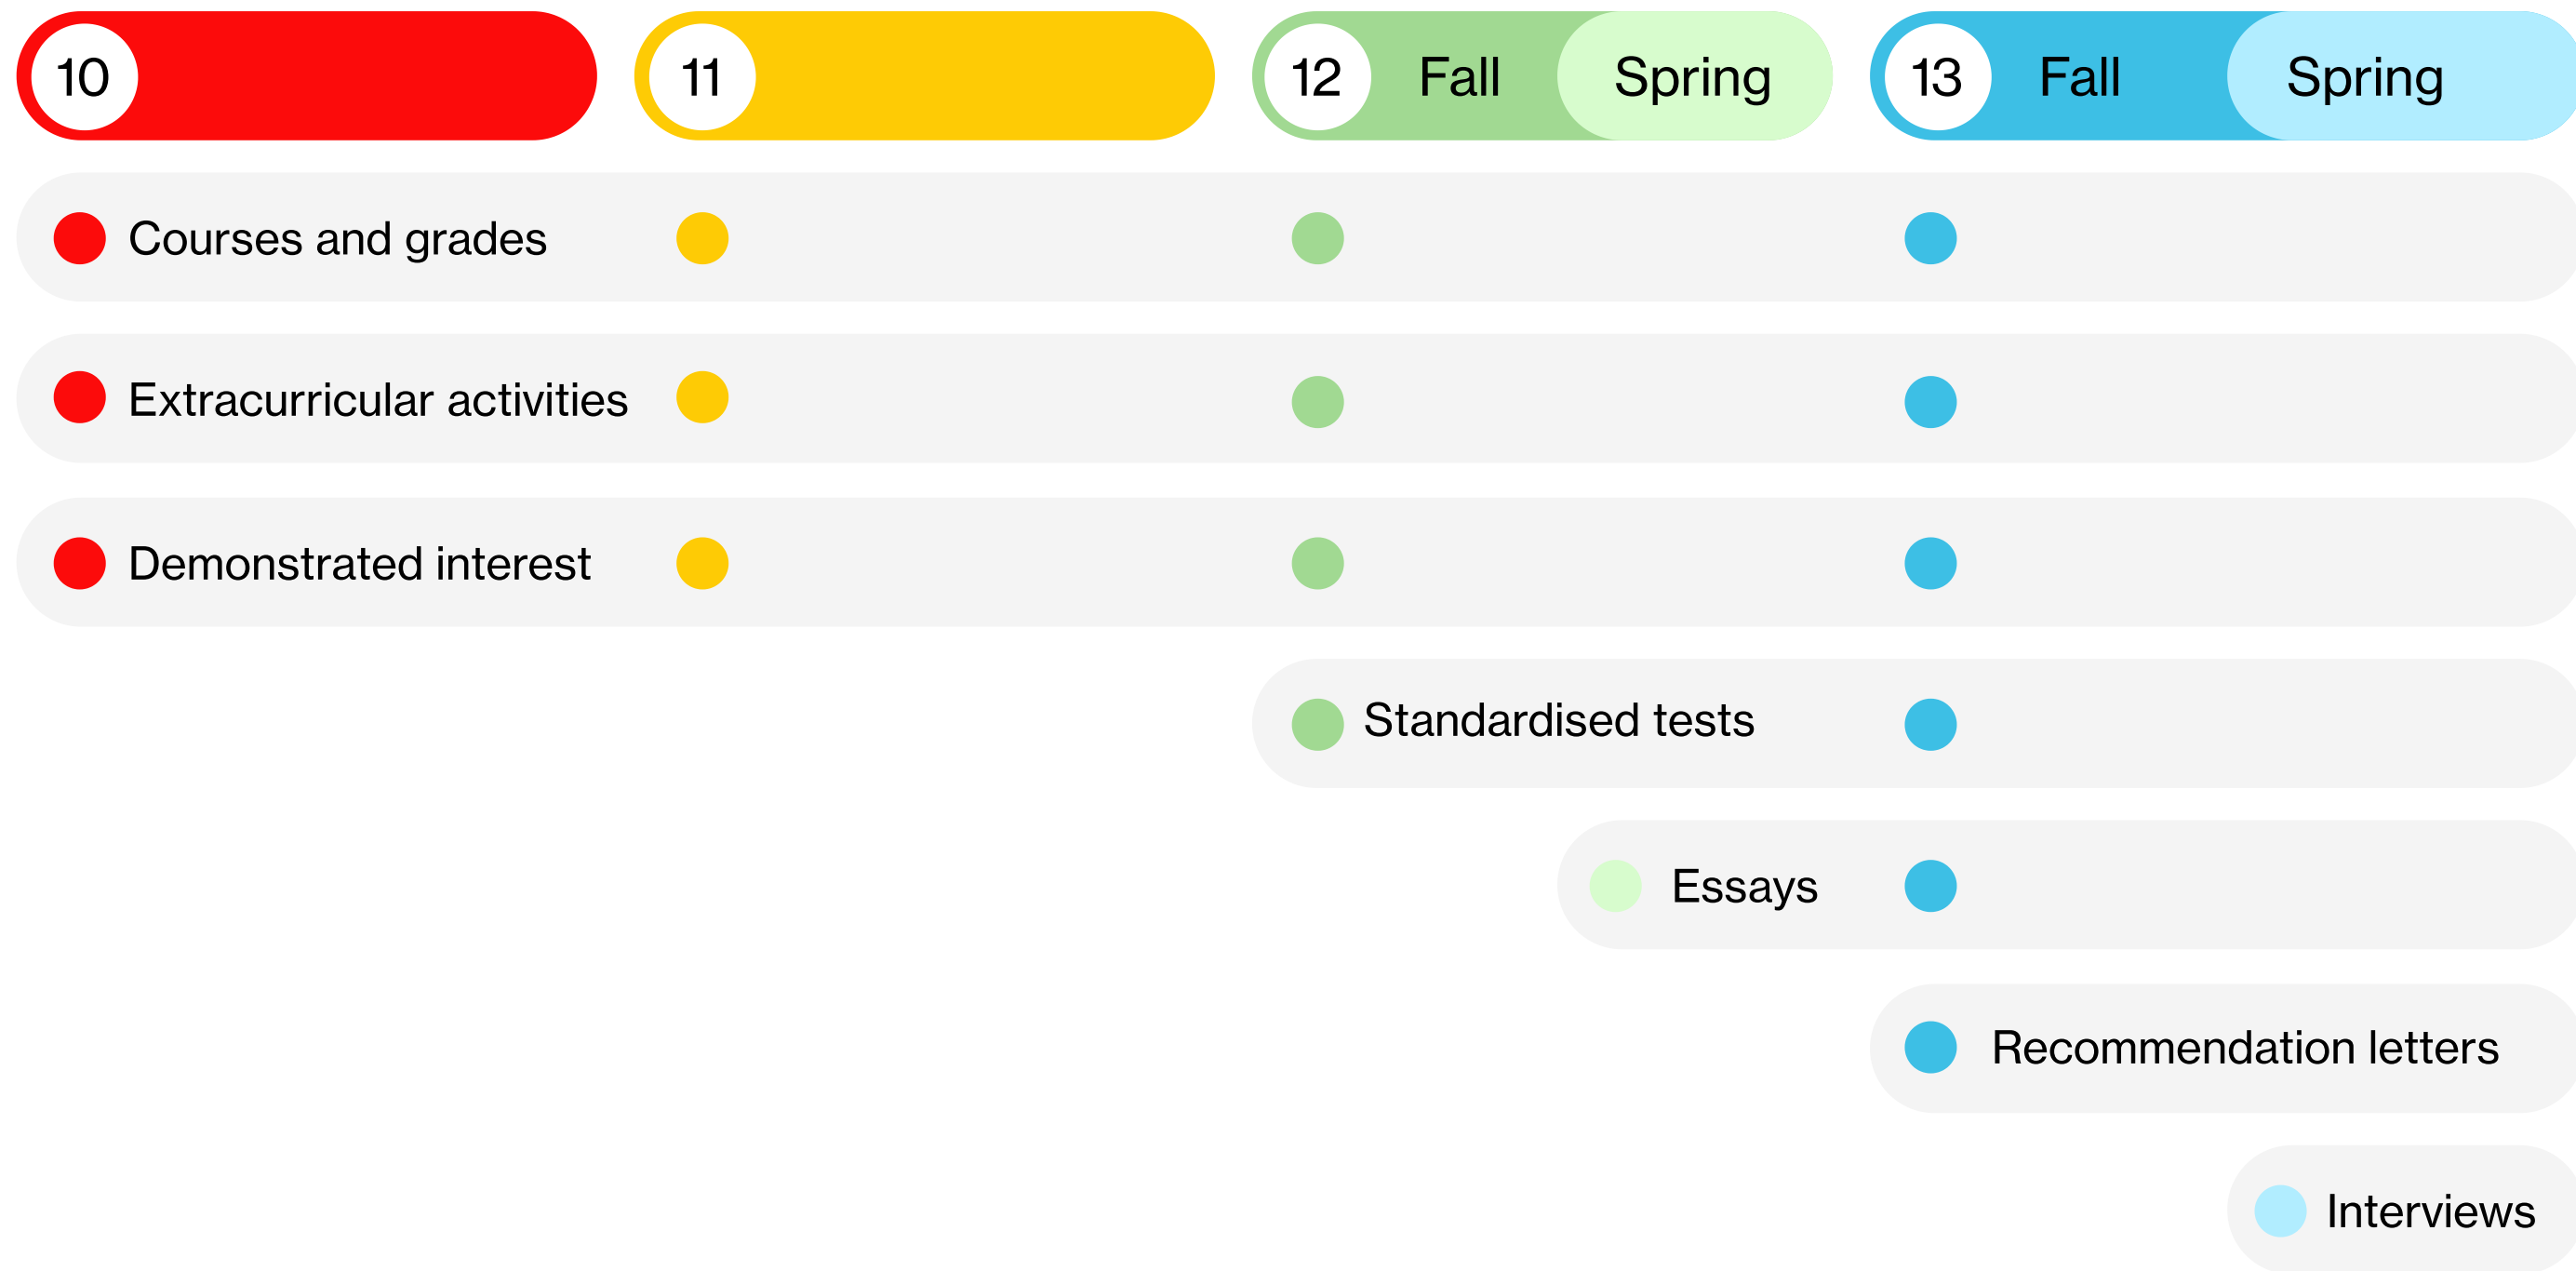 10
11
12 Fall Spring
13 Fall Spring
Courses and grades
Extracurricular activities
Demonstrated interest
Standardised tests
Essays
Recommendation letters
Interviews